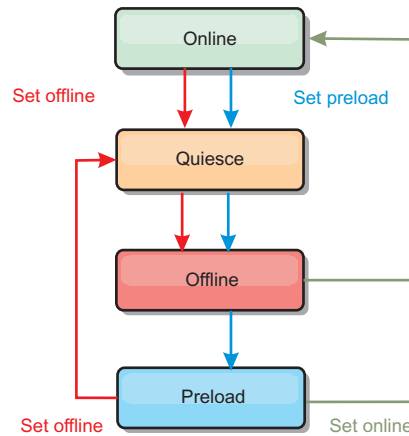 Online
Set offline
Set preload
Quiesce
Offline
Preload
Set offline
Set online